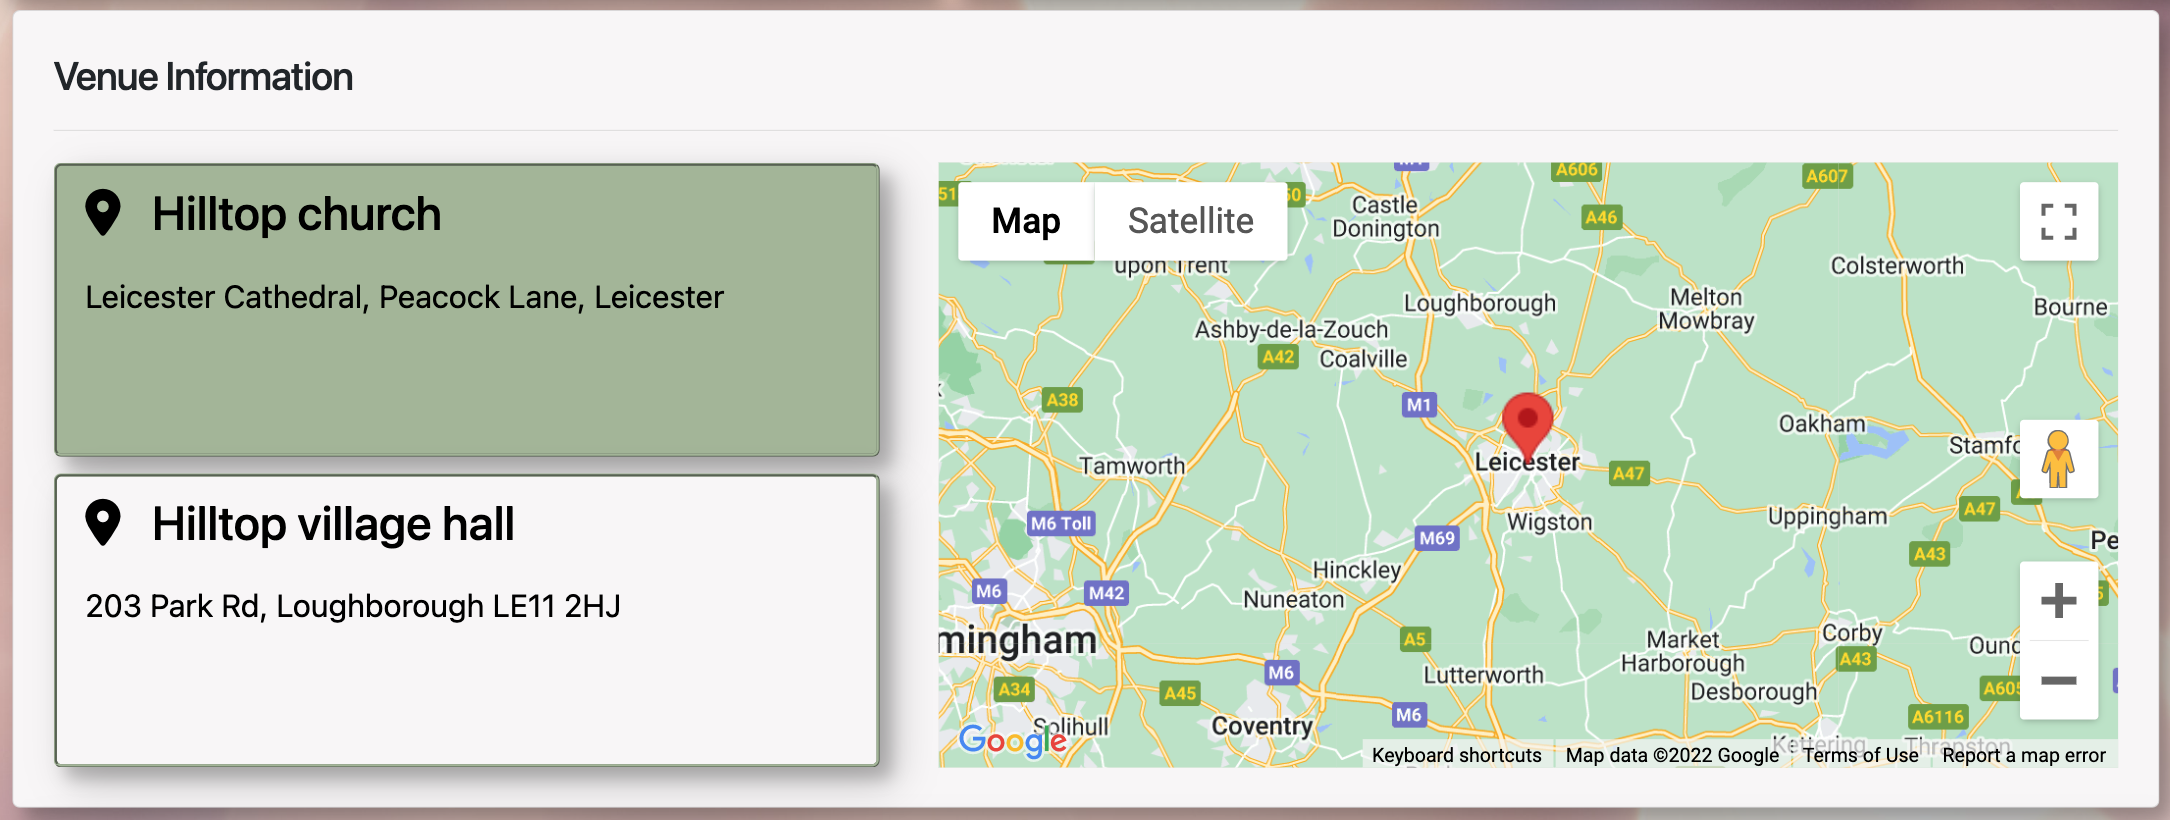 Venue Information
Hilltop church
Leicester Cathedral, Peacock Lane, Leicester
Hilltop village hall
203 Park Rd, Loughborough LE11 2HJ
Map
Satellite
A606
A607
Castle
Donington
A46
upon Trent
Colsterworth
Loughborough
Melton
Mowbray
Bourne
Ashby-de-la-Zouch
A42
Coalville
A38
M1
Oakham
Stamfo
Tamworth
Leicester
A47
Wigston
Uppingham
A47
M6 Toll
M69
A43
Pe
Hinckley
M6
M42
Nuneaton
mingham
A5
Market
Harborough
Corby
A43
Ound
M6
Lutterworth
Desborough
A34
A45
A605
Solihull
Coventry
M6
A6116
Google
Kettering
Thrapston
Keyboard shortcuts
Map data ©2022 Google
Terms of Use
Report a map error